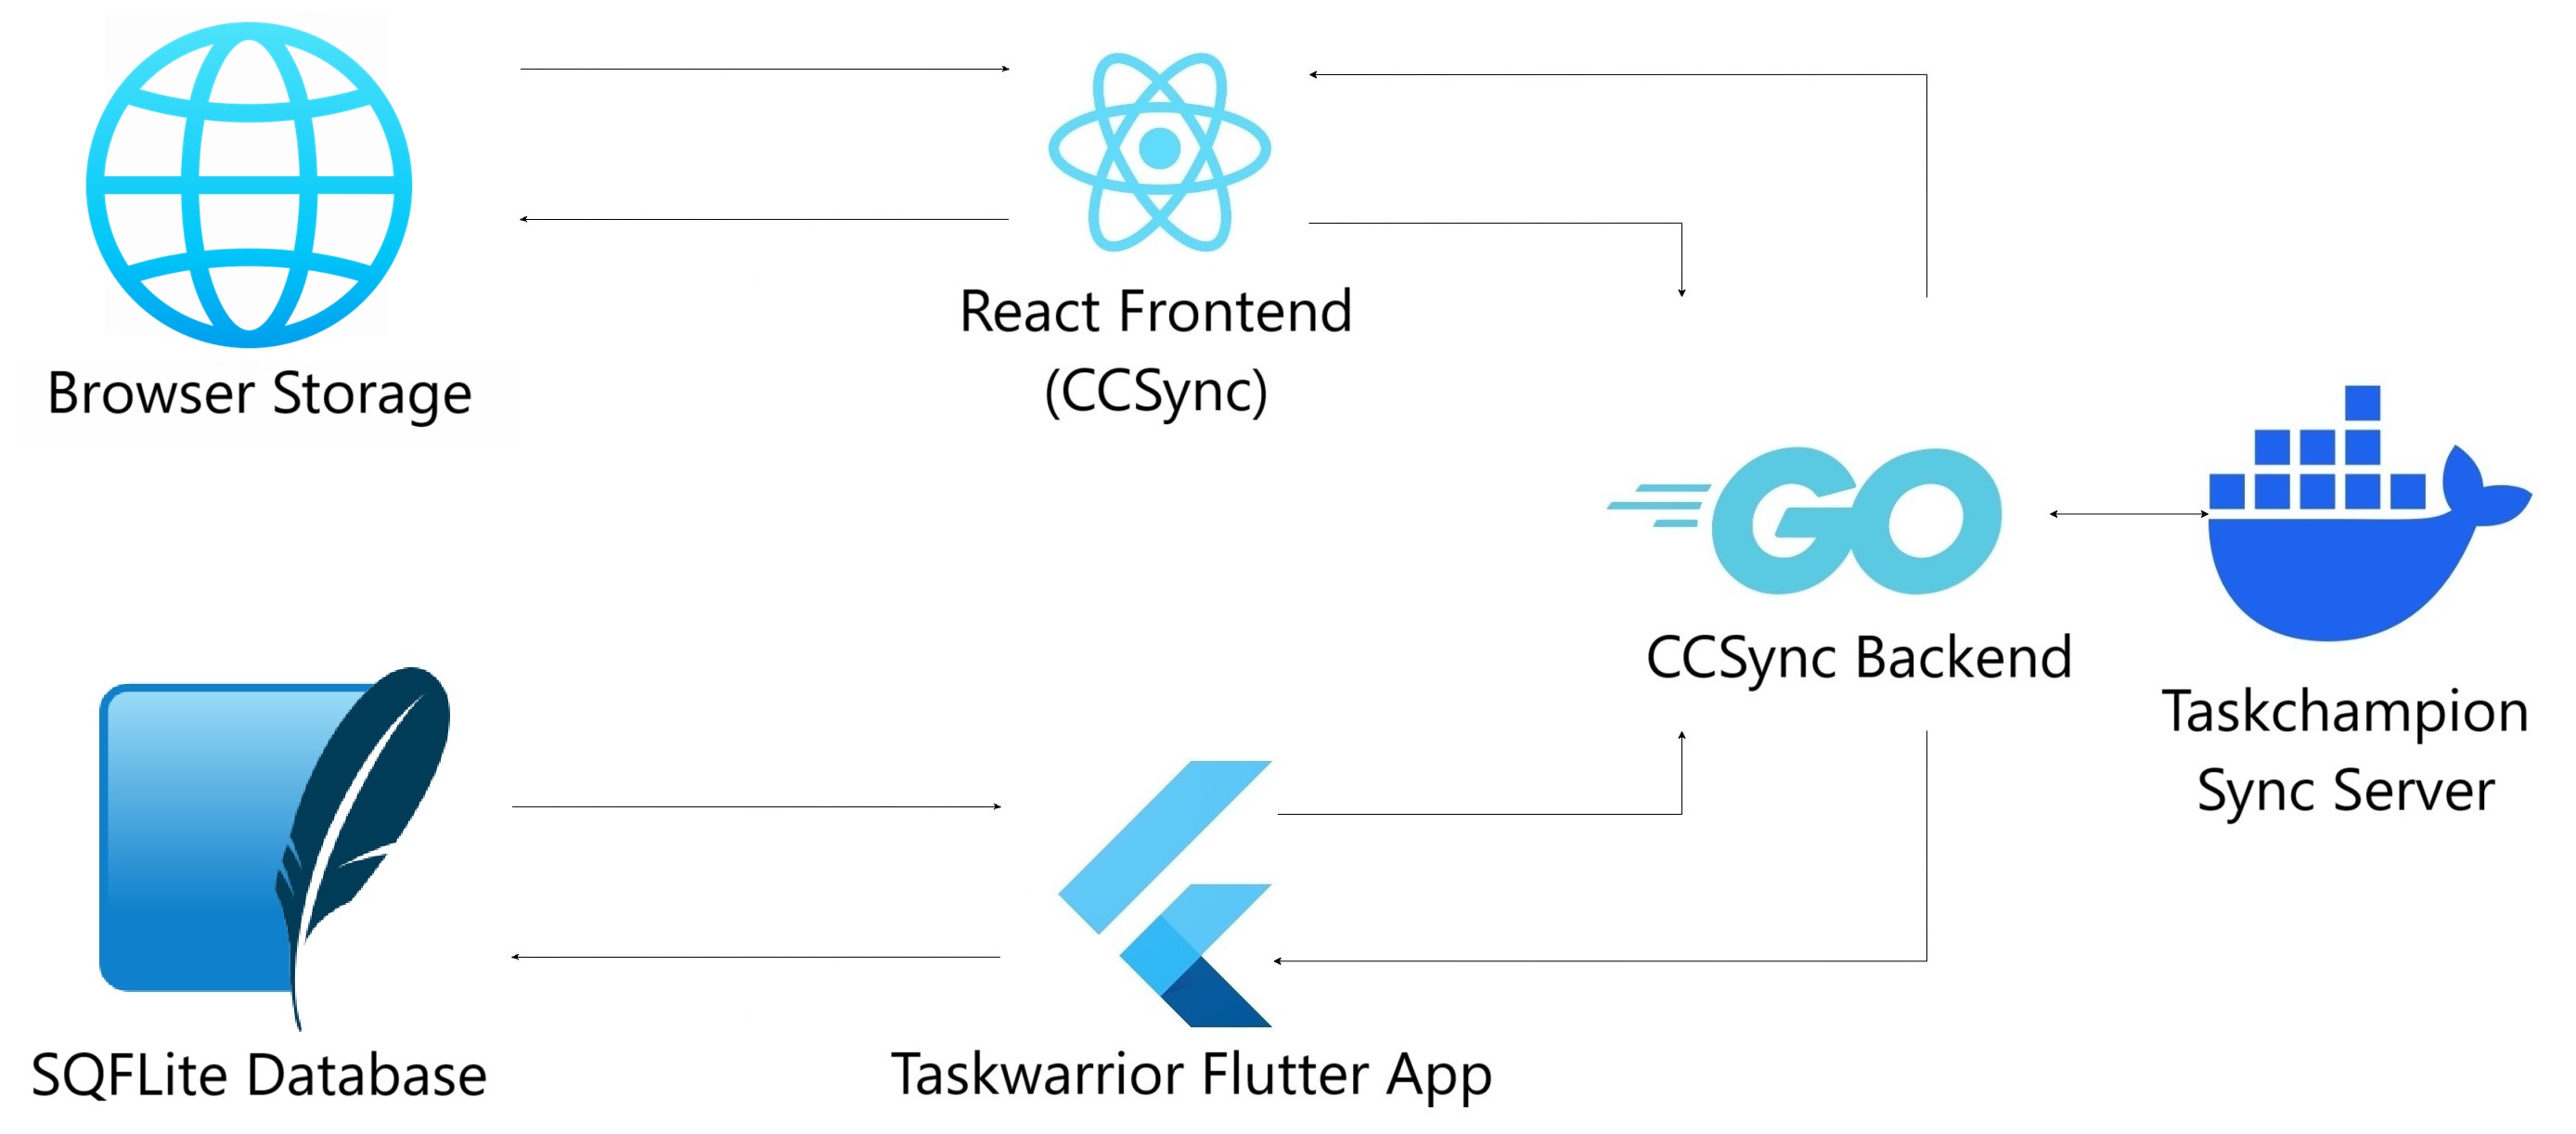 Browser Storage
React Frontend
(CCSync)
GO
CCSync Backend
Taskchampion
Sync Server
SQFLite Database
Taskwarrior Flutter App